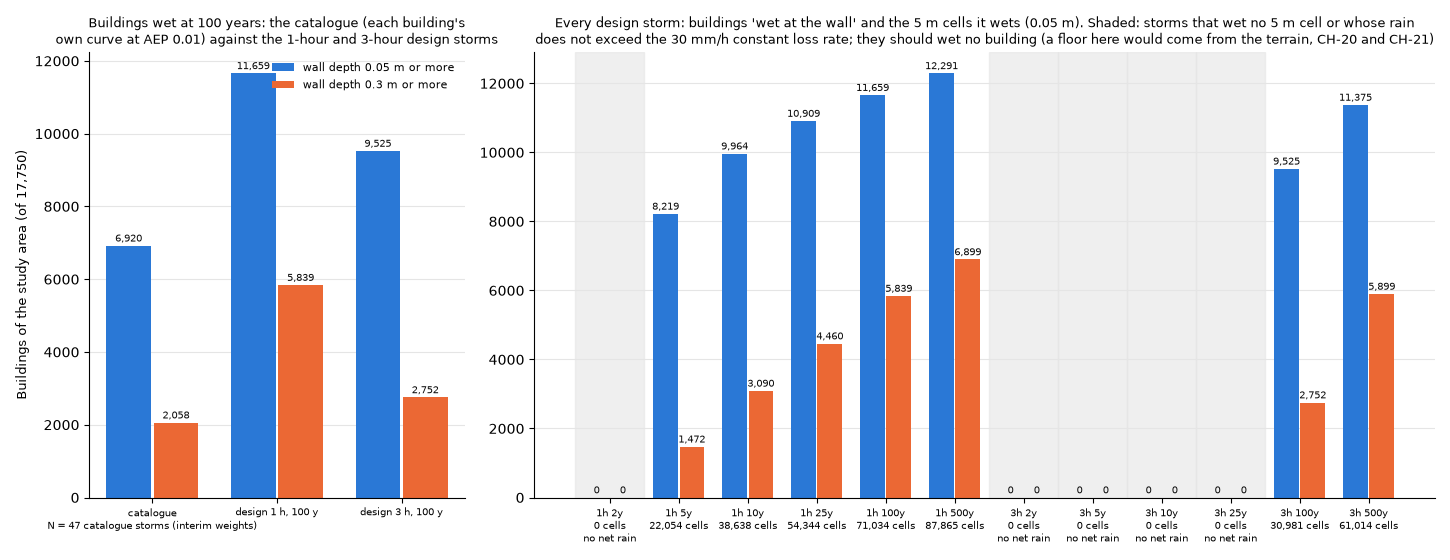 Buildings wet at 100 years: the catalogue (each building's
own curve at AEP 0.01) against the 1-hour and 3-hour design storms
Buildings of the study area (of 17,750)
12000
10000
8000
6000
4000
2000
0
wall depth 0.05 m or more
wall depth 0.3 m or more
6,920
2,058
11,659
5,839
9,525
2,752
catalogue
design 1 h, 100 y
design 3 h, 100 y
N = 47 catalogue storms (interim weights)
Every design storm: buildings 'wet at the wall' and the 5 m cells it wets (0.05 m). Shaded: storms that wet no 5 m cell or whose rain
does not exceed the 30 mm/h constant loss rate; they should wet no building (a floor here would come from the terrain, CH-20 and CH-21)
12000
10000
8000
6000
4000
2000
0
0 0
8,219
1,472
9,964
3,090
10,909
4,460
11,659
5,839
12,291
6,899
0 0
0 0
0 0
0 0
9,525
2,752
11,375
5,899
1h 2y
0 cells
no net rain
1h 5y
22,054 cells
1h 10y
38,638 cells
1h 25y
54,344 cells
1h 100y
71,034 cells
1h 500y
87,865 cells
3h 2y
0 cells
no net rain
3h 5y
0 cells
no net rain
3h 10y
0 cells
no net rain
3h 25y
0 cells
no net rain
3h 100y
30,981 cells
3h 500y
61,014 cells